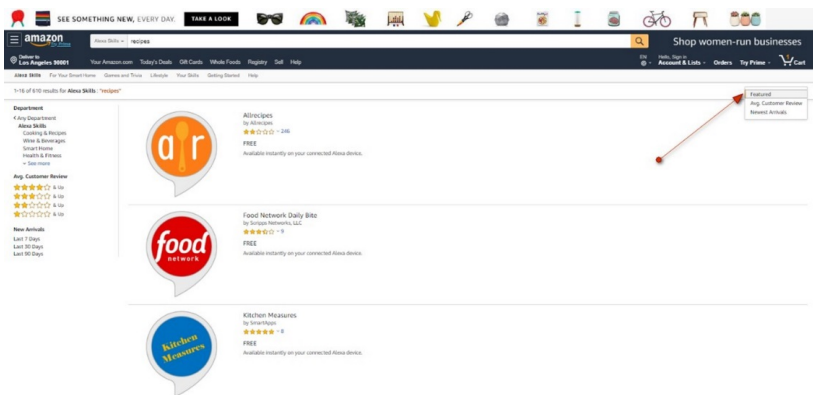 SEE SOMETHING NEW, EVERY DAY. TAKE A LOOK
amazon
Try Prime
Alexa Skills recipes
Shop women-run businesses
Deliver to
Los Angeles 90001
Your Amazon.com Today's Deals Gift Cards Whole Foods Registry Sell Help
EN
Hello, Sign in
Account & Lists Orders Try Prime Cart
Alexa Skills For Your Smart Home Games and Trivia Lifestyle Your Skills Getting Started Help
1-16 of 610 results for Alexa Skills : "recipes"
Featured
Avg. Customer Review
Newest Arrivals
Department
Any Department
Alexa Skills
Cooking & Recipes
Wine & Beverages
Smart Home
Health & Fitness
See more
Avg. Customer Review
& Up
& Up
& Up
& Up
New Arrivals
Last 7 Days
Last 30 Days
Last 90 Days
a r
Allrecipes
by Allrecipes
246
FREE
Available instantly on your connected Alexa device.
food
network
Food Network Daily Bite
by Scripps Networks, LLC
9
FREE
Available instantly on your connected Alexa device.
Kitchen
Measures
Kitchen Measures
by SmartApps
8
FREE
Available instantly on your connected Alexa device.